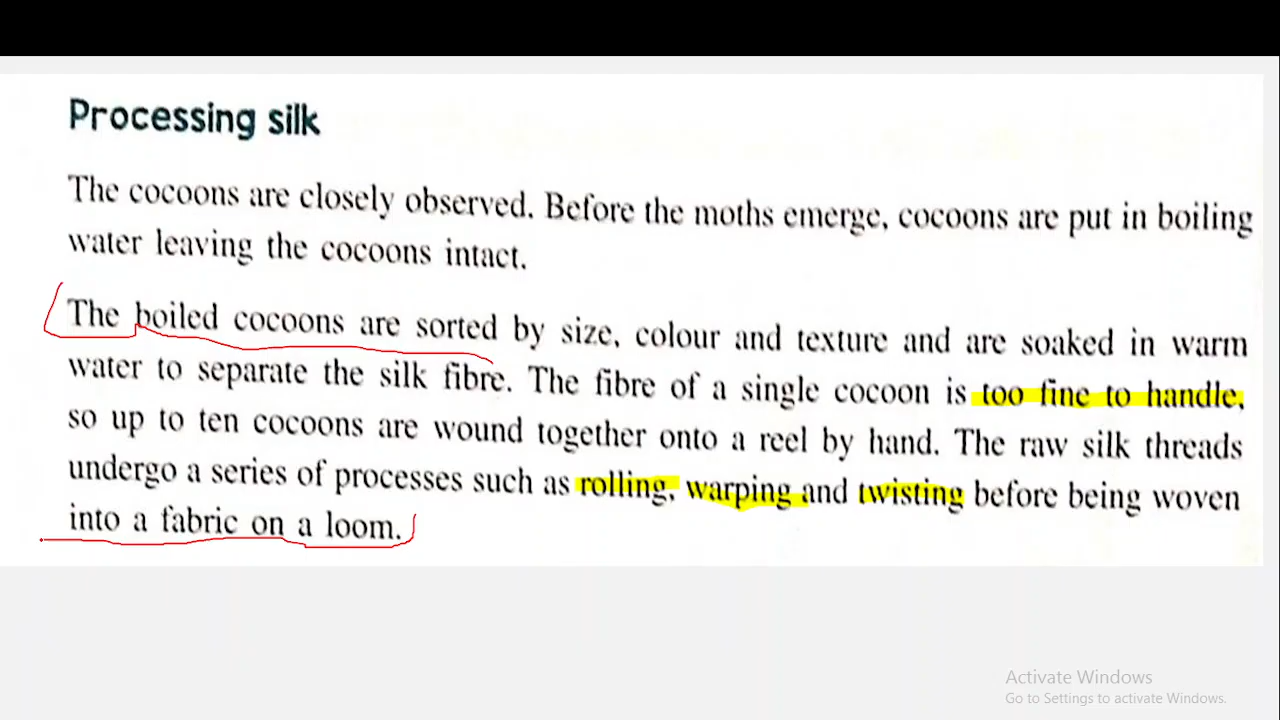 Processing silk
The cocoons are closely observed. Before the moths emerge, cocoons are put in boiling
water leaving the cocoons intact.
The boiled cocoons are sorted by size, colour and texture and are soaked in warm
water to separate the silk fibre. The fibre of a single cocoon is too fine to handle,
so up to ten cocoons are wound together onto a reel by hand. The raw silk threads
undergo a series of processes such as rolling, warping and twisting before being woven
into a fabric on a loom.
Activate Windows
Go to Settings to activate Windows.